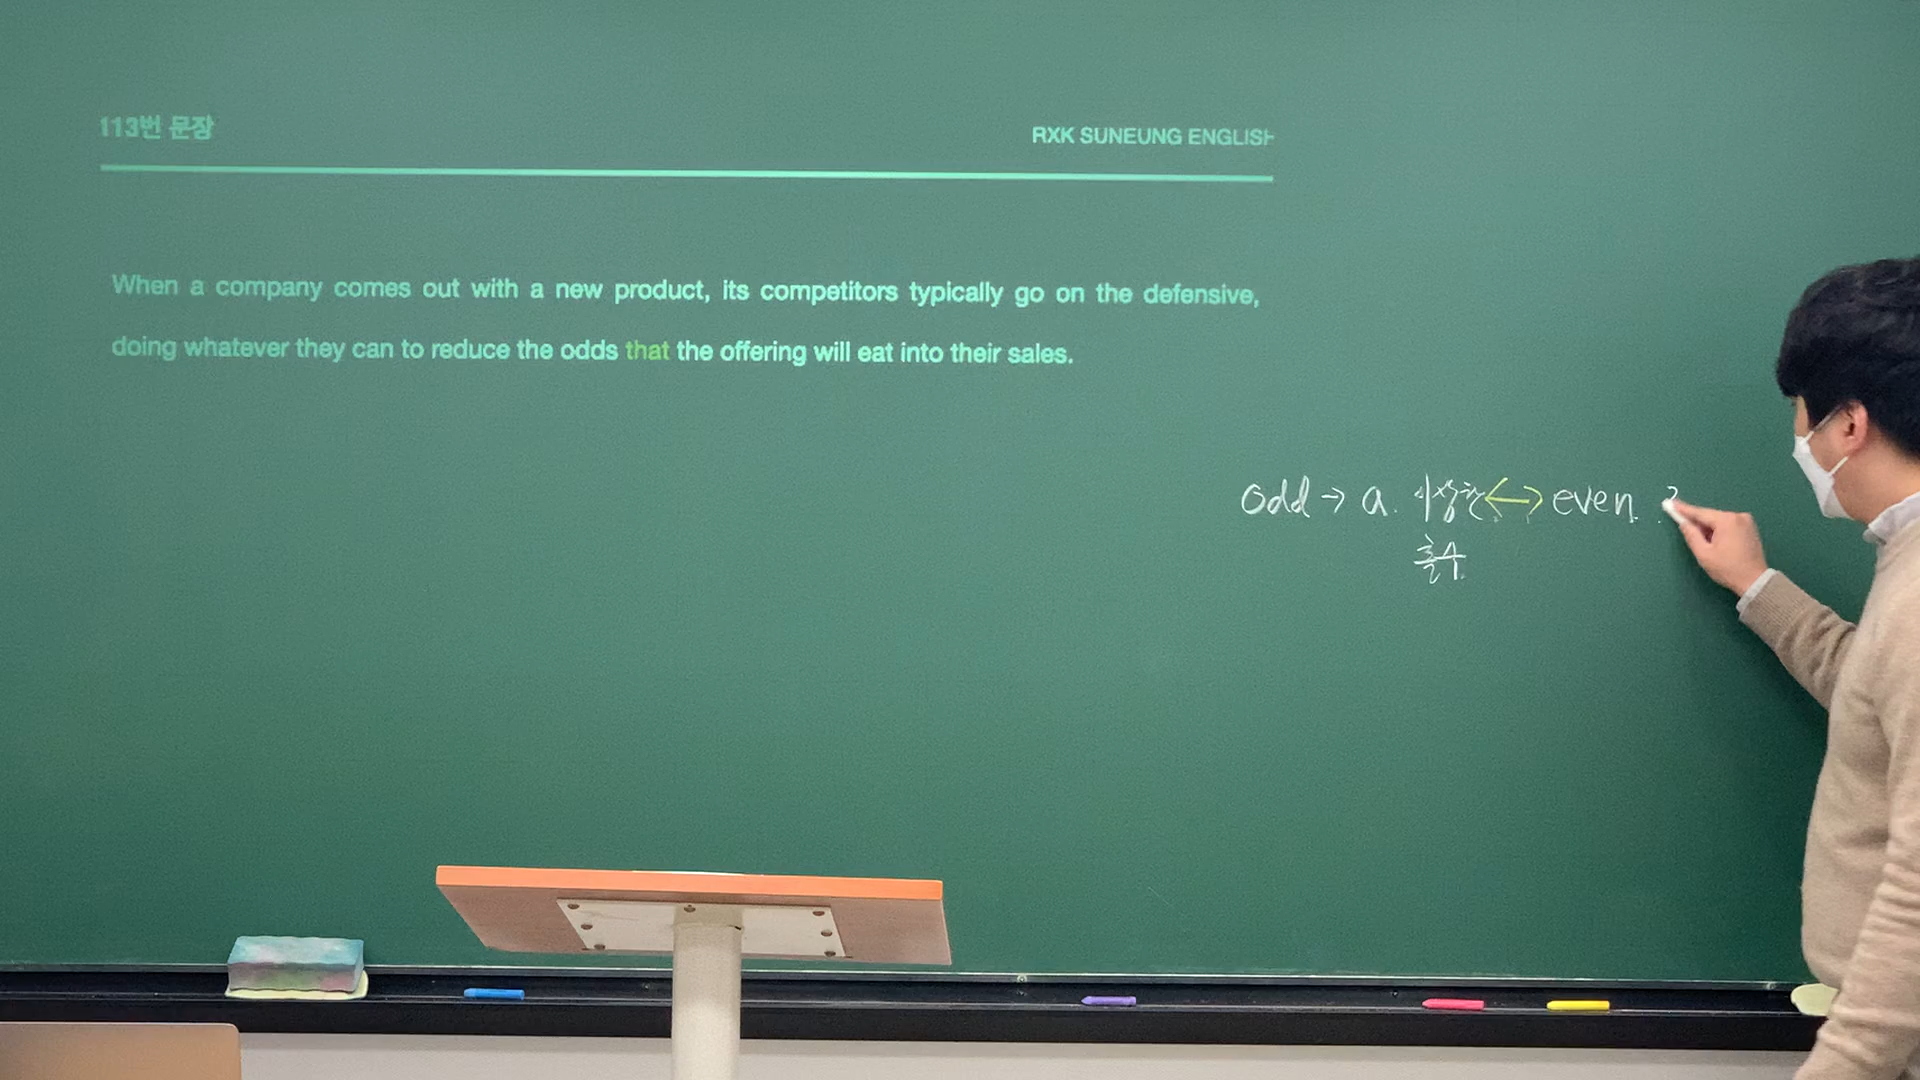 113번 문장
RXK SUNEUNG ENGLISH
When a company comes out with a new product, its competitors typically go on the defensive,
doing whatever they can to reduce the odds that the offering will eat into their sales.
odd → a. 이상한 ↔ even.
홀수